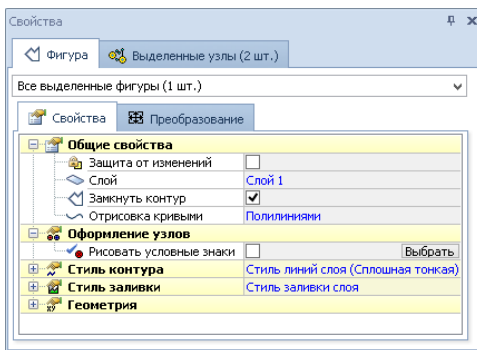 Свойства
Фигура Выделенные узлы (2 шт.)
Все выделенные фигуры (1 шт.)
Свойства Преобразование
Общие свойства
Защита от изменений
Слой Слой 1
Замкнуть контур
Отрисовка кривыми Полилиниями
Оформление узлов
Рисовать условные знаки Выбрать
Стиль контура Стиль линий слоя (Сплошная тонкая)
Стиль заливки Стиль заливки слоя
Геометрия